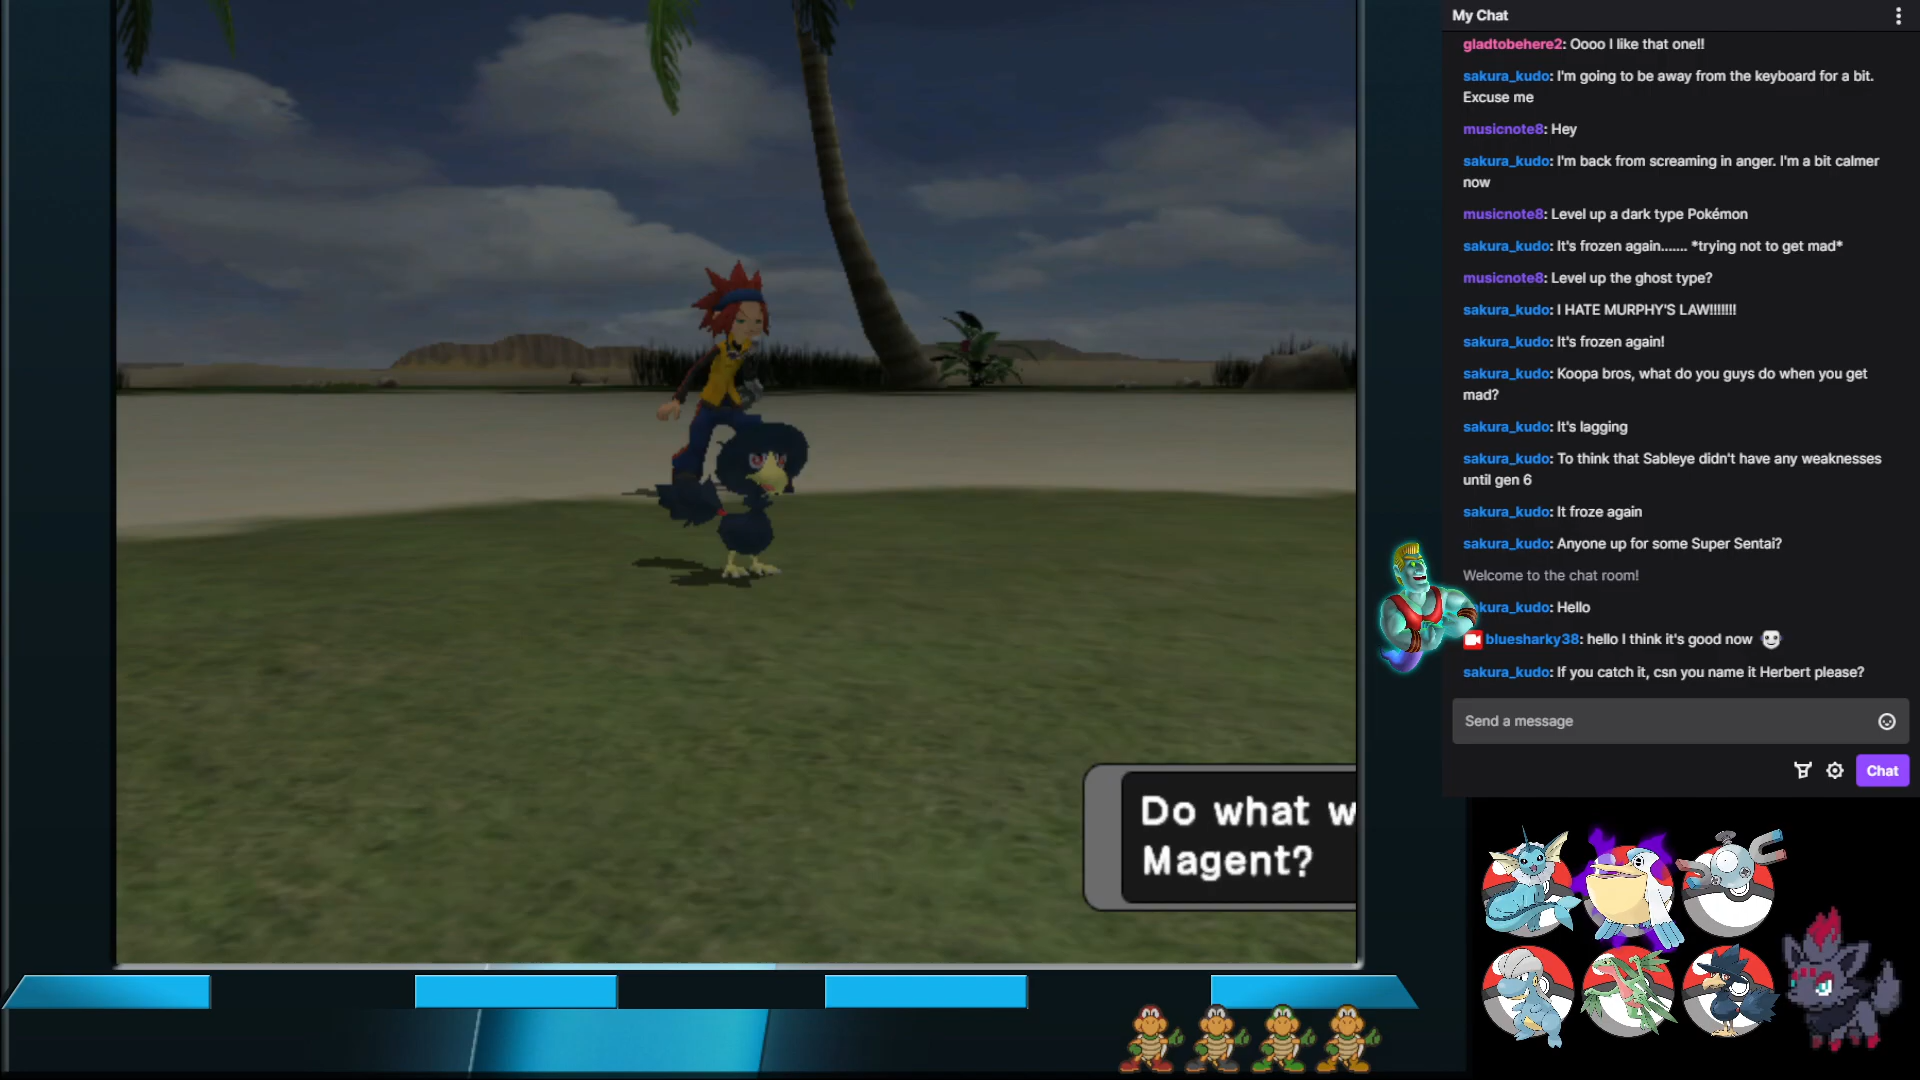 My Chat
gladtobehere2: Oooo I like that one!!
sakura_kudo: I'm going to be away from the keyboard for a bit.
Excuse me
musicnote8: Hey
sakura_kudo: I'm back from screaming in anger. I'm a bit calmer
now
musicnote8: Level up a dark type Pokémon
sakura_kudo: It's frozen again....... *trying not to get mad*
musicnote8: Level up the ghost type?
sakura_kudo: I HATE MURPHY'S LAW!!!!!!!
sakura_kudo: It's frozen again!
sakura_kudo: Koopa bros, what do you guys do when you get
mad?
sakura_kudo: It's lagging
sakura_kudo: To think that Sableye didn't have any weaknesses
until gen 6
sakura_kudo: It froze again
sakura_kudo: Anyone up for some Super Sentai?
Welcome to the chat room!
kura_kudo: Hello
bluesharky38: hello I think it's good now
sakura_kudo: If you catch it, csn you name it Herbert please?
Send a message
Chat
Do what w
Magent?